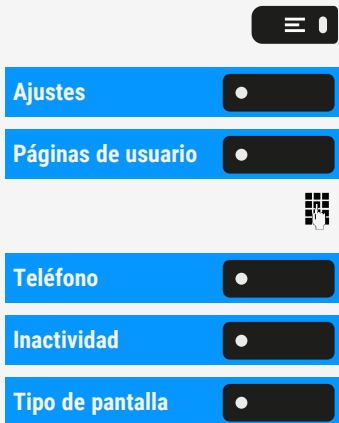 Ajustes
Páginas de usuario
Teléfono
Inactividad
Tipo de pantalla